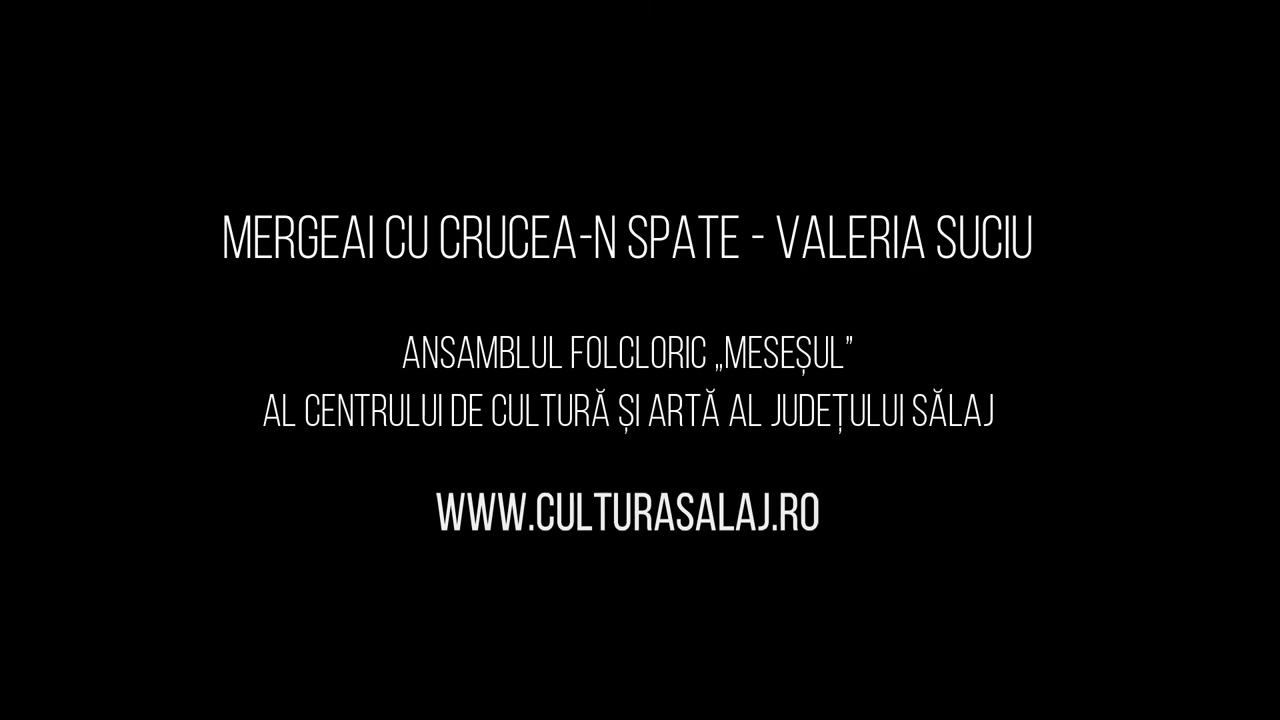 MERGEAI CU CRUCEA-N SPATE - VALERIA SUCIU
ANSAMBLUL FOLCLORIC „MESEȘUL”
AL CENTRULUI DE CULTURĂ ȘI ARTĂ AL JUDEȚULUI SĂLAJ
WWW.CULTURASALAJ.RO